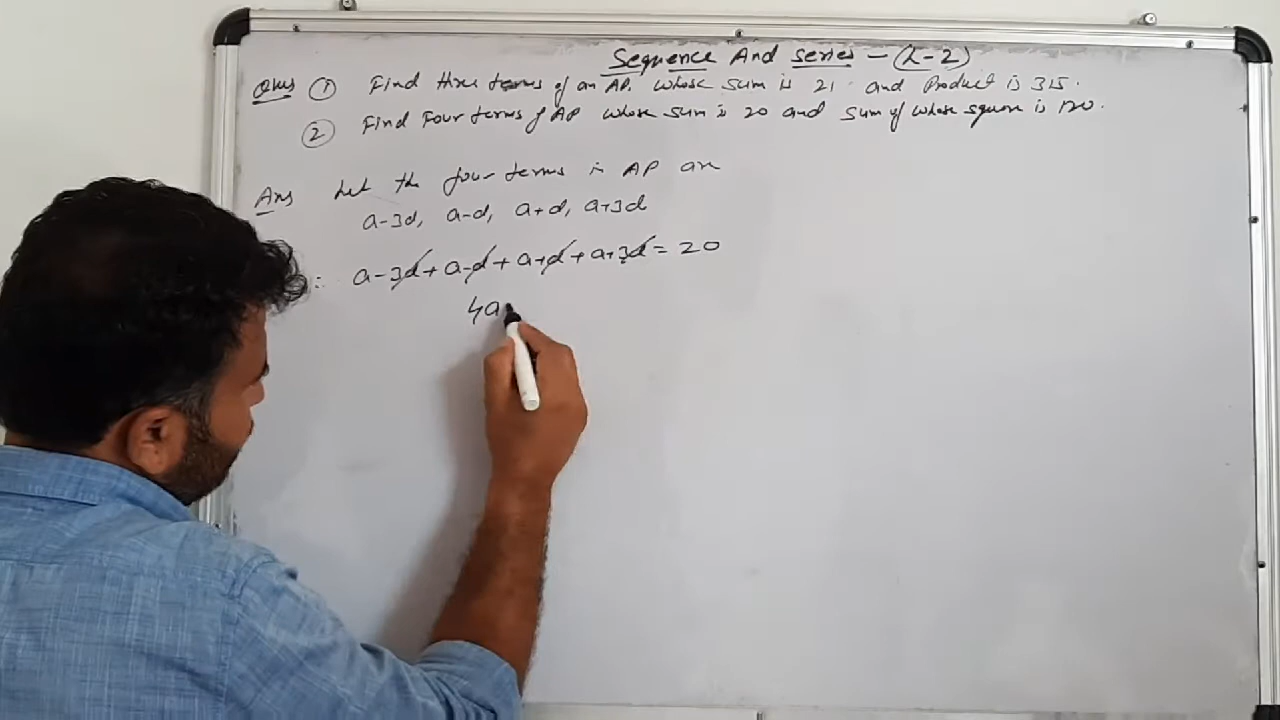 Sequence And series - (L-2)
Ques ① Find three terms of an AP. whose sum is 21 and Product is 315.
② Find Four terms of AP whose sum is 20 and sum of whose square is 120.
Ans Let the four terms in AP are
a-3d, a-d, a+d, a+3d
∴ a-3d+a-d+a+d+a+3d=20
4a